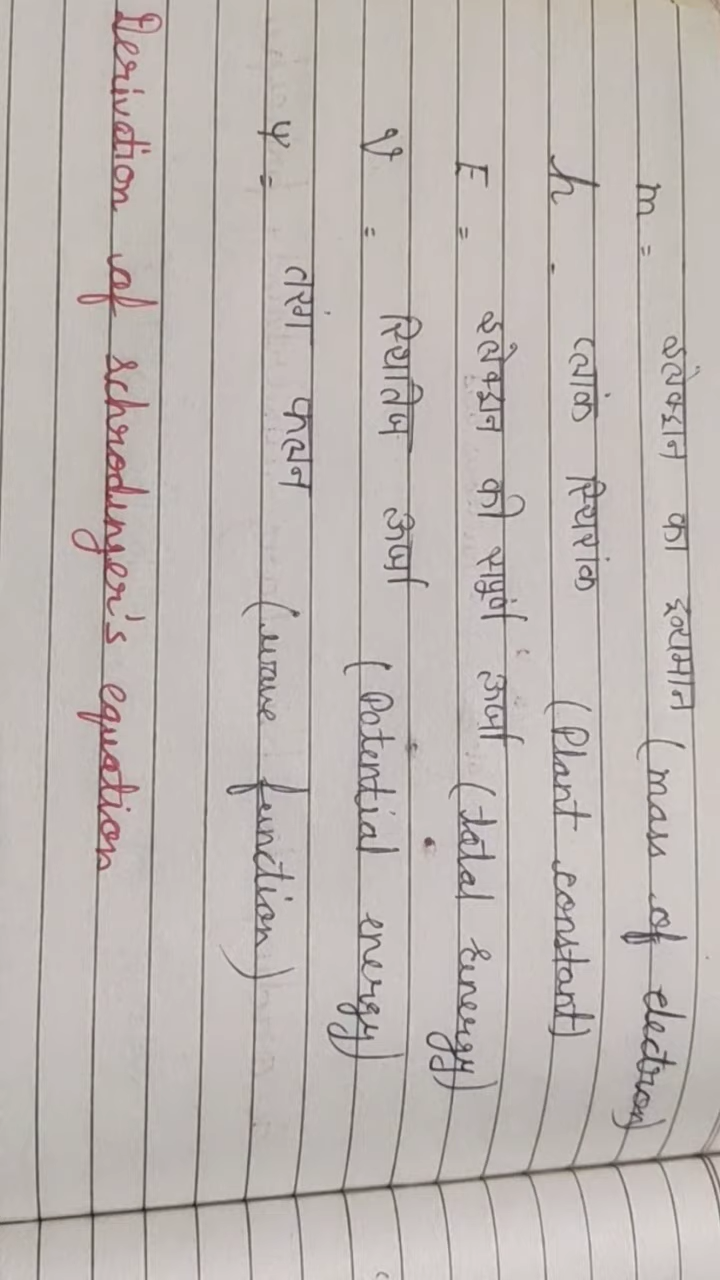 m = इलेक्ट्रान का द्रव्यमान (mass of electron)
h - प्लांक स्थिरांक (Plant constant)
E = इलेक्ट्रान की सम्पुर्ण ऊर्जा (total energy)
V = स्थितिज ऊर्जा (Potential energy)
Ψ = तरंग फलन (wave function)
Derivation of schrodinger's equation